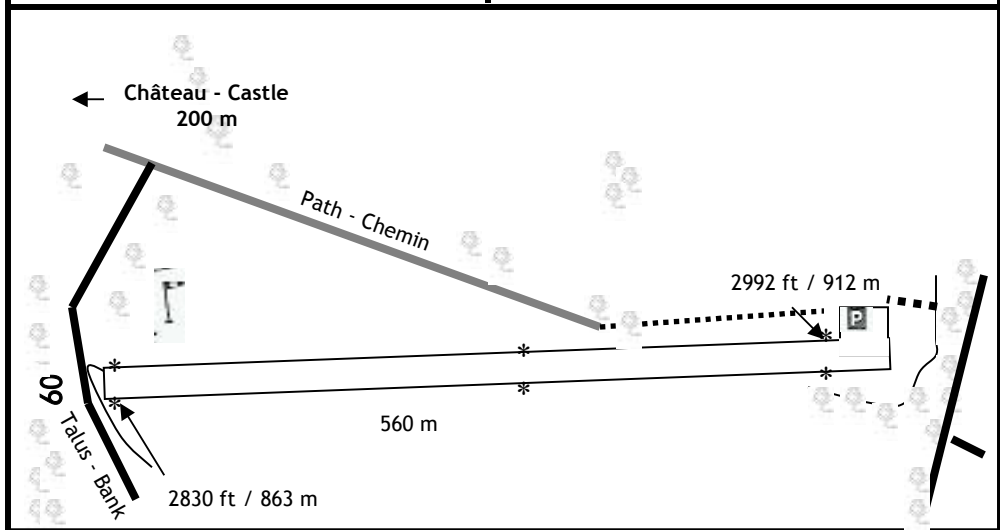 Château - Castle
200 m
Path - Chemin
2992 ft / 912 m
P
09
560 m
Talus - Bank
2830 ft / 863 m